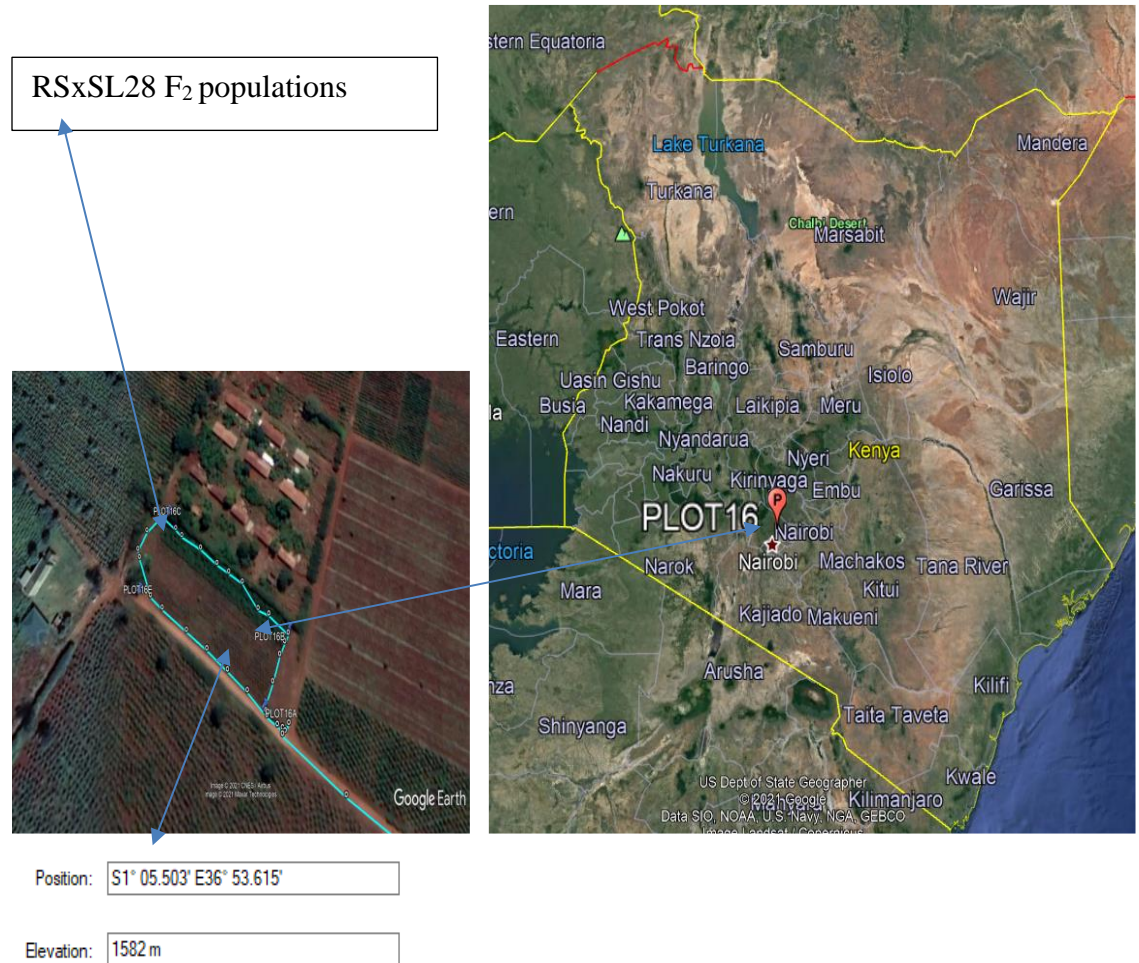 RSxSL28 F₂ populations
PLOT16C
PLOT16E
PLOT16B
PLOT16A
Google Earth
Position: S1° 05.503' E36° 53.615'
Elevation: 1582 m
stern Equatoria
Lake Turkana
Mandera
Turkana
ern
Chalbi Desert
Marsabit
Wajir
West Pokot
Eastern
Trans Nzoia
Samburu
Baringo
Isiolo
Uasin Gishu
Busia
Kakamega
Laikipia
Meru
la
Nandi
Nyandarua
Nyeri
Kenya
Nakuru
Kirinyaga
Embu
Garissa
P
PLOT16
Nairobi
ctoria
Narok
Nairobi
Machakos
Tana River
Mara
Kitui
Kajiado
Makueni
Arusha
Kilifi
nza
Taita Taveta
Shinyanga
Kwale
US Dept of State Geographer
© 2021 Google
Kilimanjaro
Data SIO, NOAA, U.S. Navy, NGA, GEBCO
Image Landsat / Copernicus